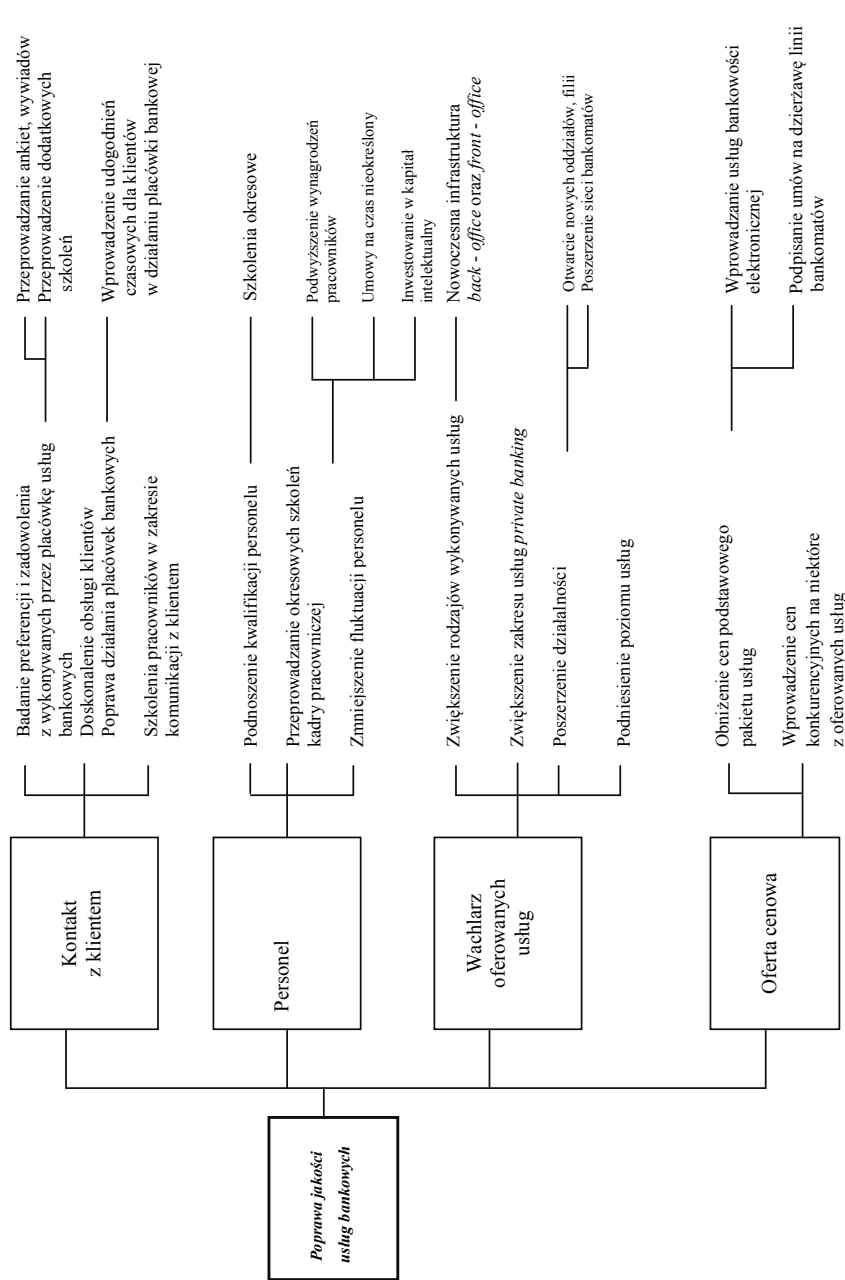 Poprawa jakości
usług bankowych
Kontakt
z klientem
Badanie preferencji i zadowolenia
z wykonywanych przez placówkę usług
bankowych
Doskonalenie obsługi klientów
Poprawa działania placówek bankowych
Szkolenia pracowników w zakresie
komunikacji z klientem
Przeprowadzanie ankiet, wywiadów
Przeprowadzenie dodatkowych
szkoleń
Wprowadzenie udogodnień
czasowych dla klientów
w działaniu placówki bankowej
Personel
Podnoszenie kwalifikacji personelu
Przeprowadzanie okresowych szkoleń
kadry pracowniczej
Zmniejszenie fluktuacji personelu
Szkolenia okresowe
Podwyższenie wynagrodzeń
pracowników
Umowy na czas nieokreślony
Inwestowanie w kapitał
intelektualny
Wachlarz
oferowanych
usług
Zwiększenie rodzajów wykonywanych usług
Zwiększenie zakresu usług private banking
Poszerzenie działalności
Podniesienie poziomu usług
Nowoczesna infrastruktura
back - office oraz front - office
Otwarcie nowych oddziałów, filii
Poszerzenie sieci bankomatów
Oferta cenowa
Obniżenie cen podstawowego
pakietu usług
Wprowadzenie cen
konkurencyjnych na niektóre
z oferowanych usług
Wprowadzanie usług bankowości
elektronicznej
Podpisanie umów na dzierżawę linii
bankomatów